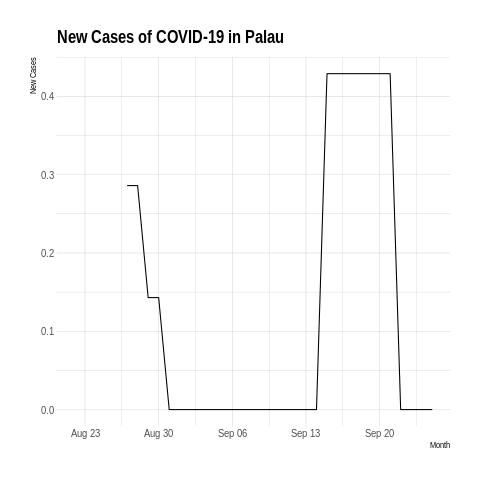 New Cases of COVID-19 in Palau
New Cases
0.4
0.3
0.2
0.1
0.0
Aug 23 Aug 30 Sep 06 Sep 13 Sep 20
Month